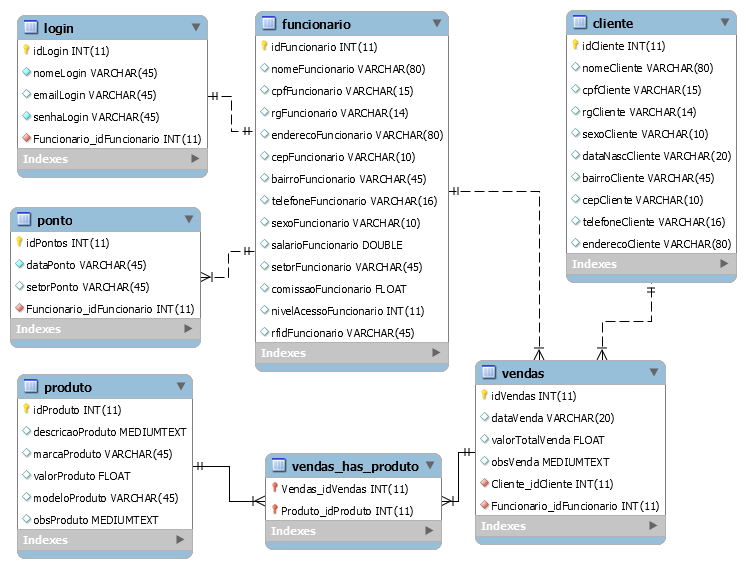 login
idLogin INT(11)
nomeLogin VARCHAR(45)
emailLogin VARCHAR(45)
senhaLogin VARCHAR(45)
Funcionario_idFuncionario INT(11)
Indexes
funcionario
idFuncionario INT(11)
nomeFuncionario VARCHAR(80)
cpfFuncionario VARCHAR(15)
rgFuncionario VARCHAR(14)
enderecoFuncionario VARCHAR(80)
cepFuncionario VARCHAR(10)
bairroFuncionario VARCHAR(45)
telefoneFuncionario VARCHAR(16)
sexoFuncionario VARCHAR(10)
salarioFuncionario DOUBLE
setorFuncionario VARCHAR(45)
comissaoFuncionario FLOAT
nivelAcessoFuncionario INT(11)
rfidFuncionario VARCHAR(45)
Indexes
cliente
idCliente INT(11)
nomeCliente VARCHAR(80)
cpfCliente VARCHAR(15)
rgCliente VARCHAR(14)
sexoCliente VARCHAR(10)
dataNascCliente VARCHAR(20)
bairroCliente VARCHAR(45)
cepCliente VARCHAR(10)
telefoneCliente VARCHAR(16)
enderecoCliente VARCHAR(80)
Indexes
ponto
idPontos INT(11)
dataPonto VARCHAR(45)
setorPonto VARCHAR(45)
Funcionario_idFuncionario INT(11)
Indexes
produto
idProduto INT(11)
descricaoProduto MEDIUMTEXT
marcaProduto VARCHAR(45)
valorProduto FLOAT
modeloProduto VARCHAR(45)
obsProduto MEDIUMTEXT
Indexes
vendas_has_produto
Vendas_idVendas INT(11)
Produto_idProduto INT(11)
Indexes
vendas
idVendas INT(11)
dataVenda VARCHAR(20)
valorTotalVenda FLOAT
obsVenda MEDIUMTEXT
Cliente_idCliente INT(11)
Funcionario_idFuncionario INT(11)
Indexes